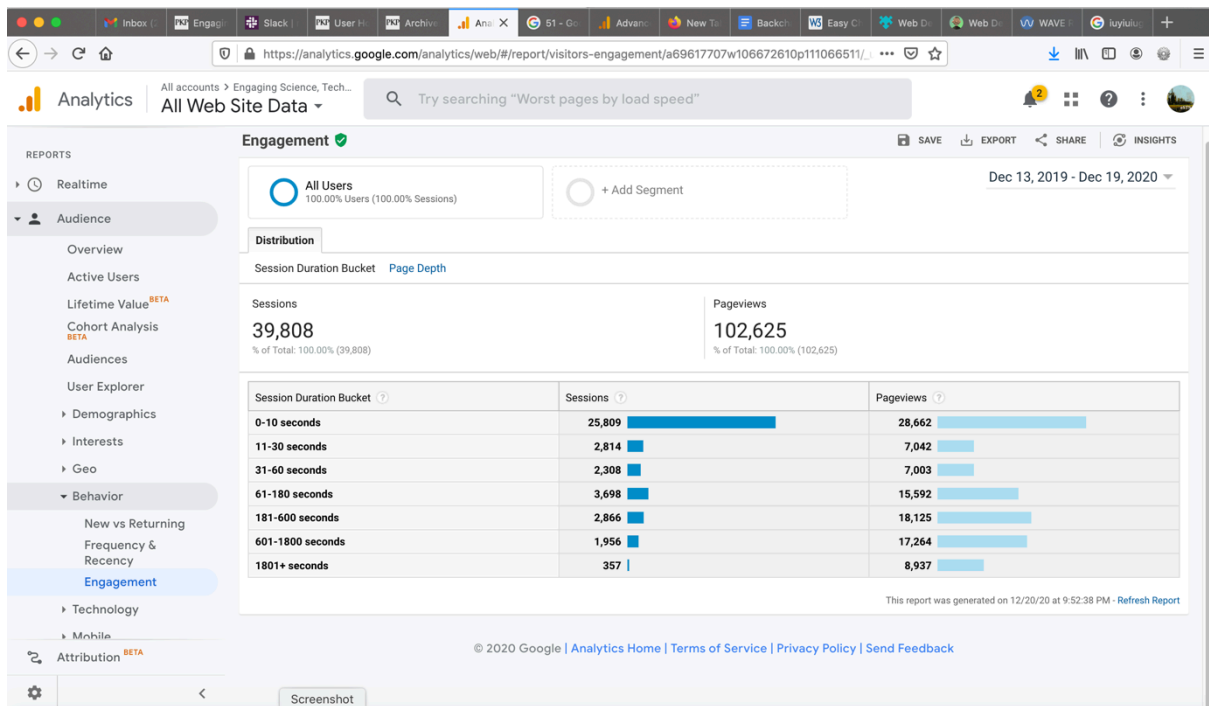 Inbox (
PKP Engagi
Slack |
PKP User H
PKP Archive
Ana
51 - Go
Advanc
New Ta
Backch
W3 Easy C
Web De
Web De
WAVE R
iuyiuiug
https://analytics.google.com/analytics/web/#/report/visitors-engagement/a69617707w106672610p111066511/_
Analytics
All accounts > Engaging Science, Tech...
All Web Site Data
Try searching “Worst pages by load speed”
2
REPORTS
Realtime
Audience
Overview
Active Users
Lifetime Value BETA
Cohort Analysis
BETA
Audiences
User Explorer
Demographics
Interests
Geo
Behavior
New vs Returning
Frequency &
Recency
Engagement
Technology
Mobile
Attribution BETA
Engagement
SAVE
EXPORT
SHARE
INSIGHTS
All Users
100.00% Users (100.00% Sessions)
+ Add Segment
Dec 13, 2019 - Dec 19, 2020
Distribution
Session Duration Bucket Page Depth
Sessions
39,808
% of Total: 100.00% (39,808)
Pageviews
102,625
% of Total: 100.00% (102,625)
Session Duration Bucket ? Sessions ? Pageviews ?
0-10 seconds 25,809 28,662
11-30 seconds 2,814 7,042
31-60 seconds 2,308 7,003
61-180 seconds 3,698 15,592
181-600 seconds 2,866 18,125
601-1800 seconds 1,956 17,264
1801+ seconds 357 8,937
This report was generated on 12/20/20 at 9:52:38 PM - Refresh Report
© 2020 Google | Analytics Home | Terms of Service | Privacy Policy | Send Feedback
Screenshot